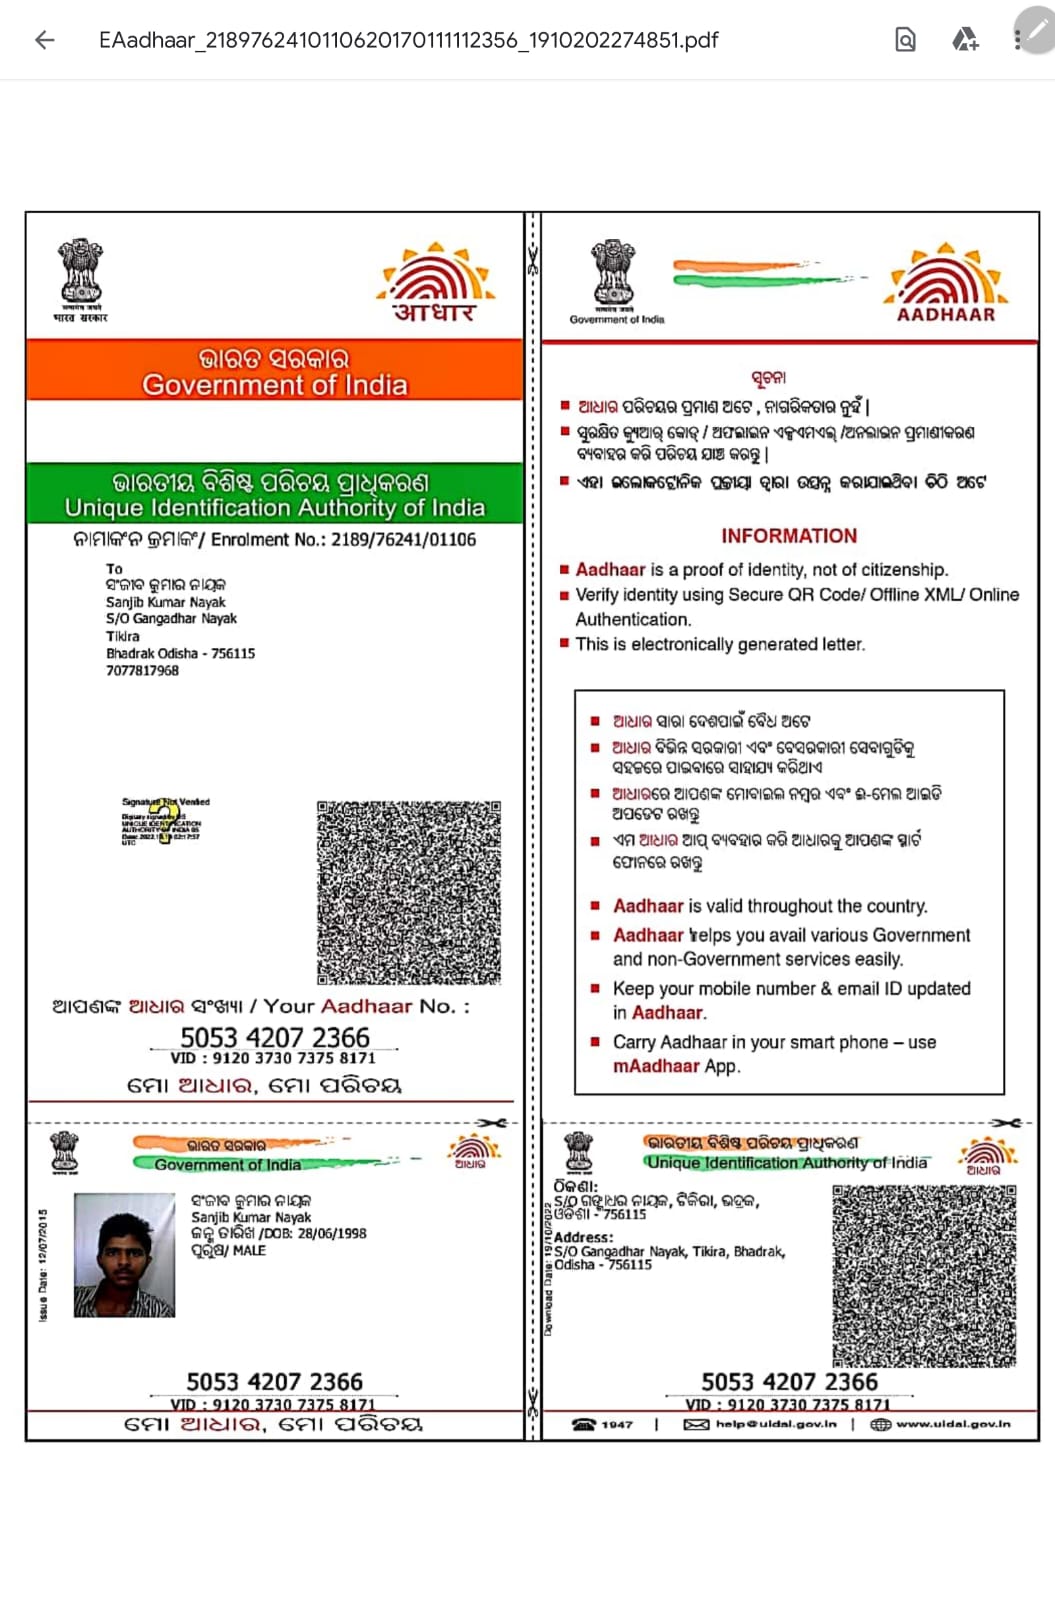 EAadhaar_2189762410110620170111112356_1910202274851.pdf
सत्यमेव जयते
भारत सरकार
आधार
ଭାରତ ସରକାର
Government of India
ଭାରତୀୟ ବିଶିଷ୍ଟ ପରିଚୟ ପ୍ରାଧିକରଣ
Unique Identification Authority of India
ନାମାଙ୍କନ କ୍ରମାଙ୍କ/ Enrolment No.: 2189/76241/01106
To
ସଂଜୀବ କୁମାର ନାୟକ
Sanjib Kumar Nayak
S/O Gangadhar Nayak
Tikira
Bhadrak Odisha - 756115
7077817968
Signature Not Verified
Digitally signed by DS
UNIQUE IDENTIFICATION
AUTHORITY OF INDIA 05
UTC
ଆପଣଙ୍କ ଆଧାର ସଂଖ୍ୟା / Your Aadhaar No. :
5053 4207 2366
VID : 9120 3730 7375 8171
ମୋ ଆଧାର, ମୋ ପରିଚୟ
Government of India
AADHAAR
ସୂଚନା
ଆଧାର ପରିଚୟର ପ୍ରମାଣ ଅଟେ , ନାଗରିକତାର ନୁହଁ |
ସୁରକ୍ଷିତ କ୍ୟୁଆର୍ କୋଡ୍ / ଅଫଲାଇନ ଏକ୍ସଏମଏଲ୍ /ଅନଲାଇନ ପ୍ରମାଣୀକରଣ
ବ୍ୟବହାର କରି ପରିଚୟ ଯାଞ୍ଚ କରନ୍ତୁ |
ଏହା ଇଲୋକଟ୍ରୋନିକ ପ୍ରକ୍ରୀୟା ଦ୍ୱାରା ଉତ୍ପନ୍ନ କରାଯାଇଥିବା ଚିଠି ଅଟେ
INFORMATION
Aadhaar is a proof of identity, not of citizenship.
Verify identity using Secure QR Code/ Offline XML/ Online
Authentication.
This is electronically generated letter.
ଆଧାର ସାରା ଦେଶପାଇଁ ବୈଧ ଅଟେ
ଆଧାର ବିଭିନ୍ନ ସରକାରୀ ଏବଂ ବେସରକାରୀ ସେବାଗୁଡିକୁ
ସହଜରେ ପାଇବାରେ ସାହାଯ୍ୟ କରିଥାଏ
ଆଧାରରେ ଆପଣଙ୍କ ମୋବାଇଲ ନମ୍ବର ଏବଂ ଈ-ମେଲ ଆଇଡି
ଅପଡେଟ ରଖନ୍ତୁ
ଏମ ଆଧାର ଆପ୍ ବ୍ୟବହାର କରି ଆଧାରକୁ ଆପଣଙ୍କ ସ୍ମାର୍ଟ
ଫୋନରେ ରଖନ୍ତୁ
Aadhaar is valid throughout the country.
Aadhaar helps you avail various Government
and non-Government services easily.
Keep your mobile number & email ID updated
in Aadhaar.
Carry Aadhaar in your smart phone – use
mAadhaar App.
ଭାରତ ସରକାର
Government of India
ଆଧାର
Issue Date: 12/07/2015
ସଂଜୀବ କୁମାର ନାୟକ
Sanjib Kumar Nayak
ଜନ୍ମ ତାରିଖ /DOB: 28/06/1998
ପୁରୁଷ/ MALE
5053 4207 2366
VID : 9120 3730 7375 8171
ମୋ ଆଧାର, ମୋ ପରିଚୟ
ଭାରତୀୟ ବିଶିଷ୍ଟ ପରିଚୟ ପ୍ରାଧିକରଣ
Unique Identification Authority of India
ଆଧାର
Download Date: 19/10/2022
ଠିକଣା:
S/O ଗଙ୍ଗାଧର ନାୟକ, ଟିକିରା, ଭଦ୍ରକ,
ଓଡିଶା - 756115
Address:
S/O Gangadhar Nayak, Tikira, Bhadrak,
Odisha - 756115
5053 4207 2366
VID : 9120 3730 7375 8171
1947 | help@uidai.gov.in | www.uidai.gov.in